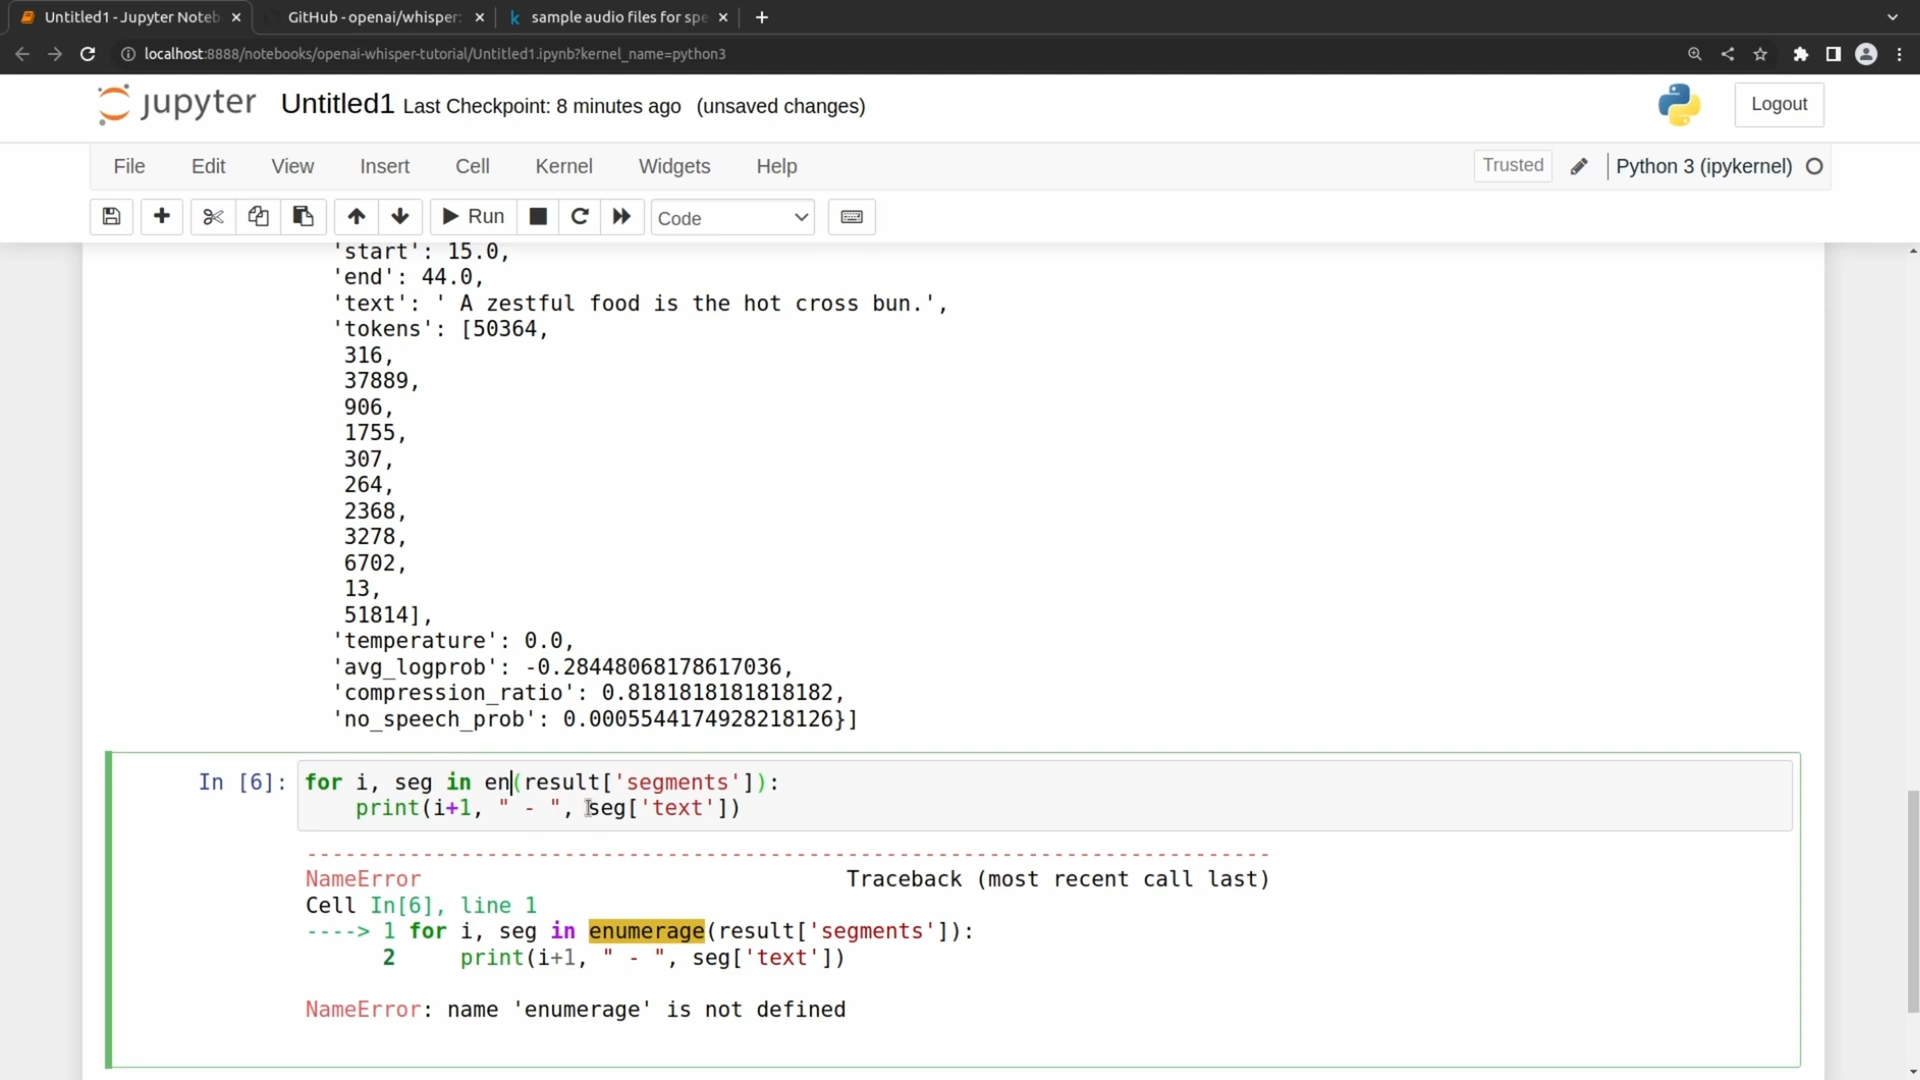 Untitled1 - Jupyter Noteb
GitHub - openai/whisper:
sample audio files for spe
localhost:8888/notebooks/openai-whisper-tutorial/Untitled1.ipynb?kernel_name=python3
jupyter Untitled1 Last Checkpoint: 8 minutes ago (unsaved changes)
Logout
File Edit View Insert Cell Kernel Widgets Help
Trusted
Python 3 (ipykernel)
Run
Code
'start': 15.0,
'end': 44.0,
'text': ' A zestful food is the hot cross bun.',
'tokens': [50364,
316,
37889,
906,
1755,
307,
264,
2368,
3278,
6702,
13,
51814],
'temperature': 0.0,
'avg_logprob': -0.28448068178617036,
'compression_ratio': 0.8181818181818182,
'no_speech_prob': 0.0005544174928218126}]
In [6]: for i, seg in en(result['segments']):
print(i+1, " - ", seg['text'])
---------------------------------------------------------------------------
NameError Traceback (most recent call last)
Cell In[6], line 1
----> 1 for i, seg in enumerage(result['segments']):
2 print(i+1, " - ", seg['text'])
NameError: name 'enumerage' is not defined